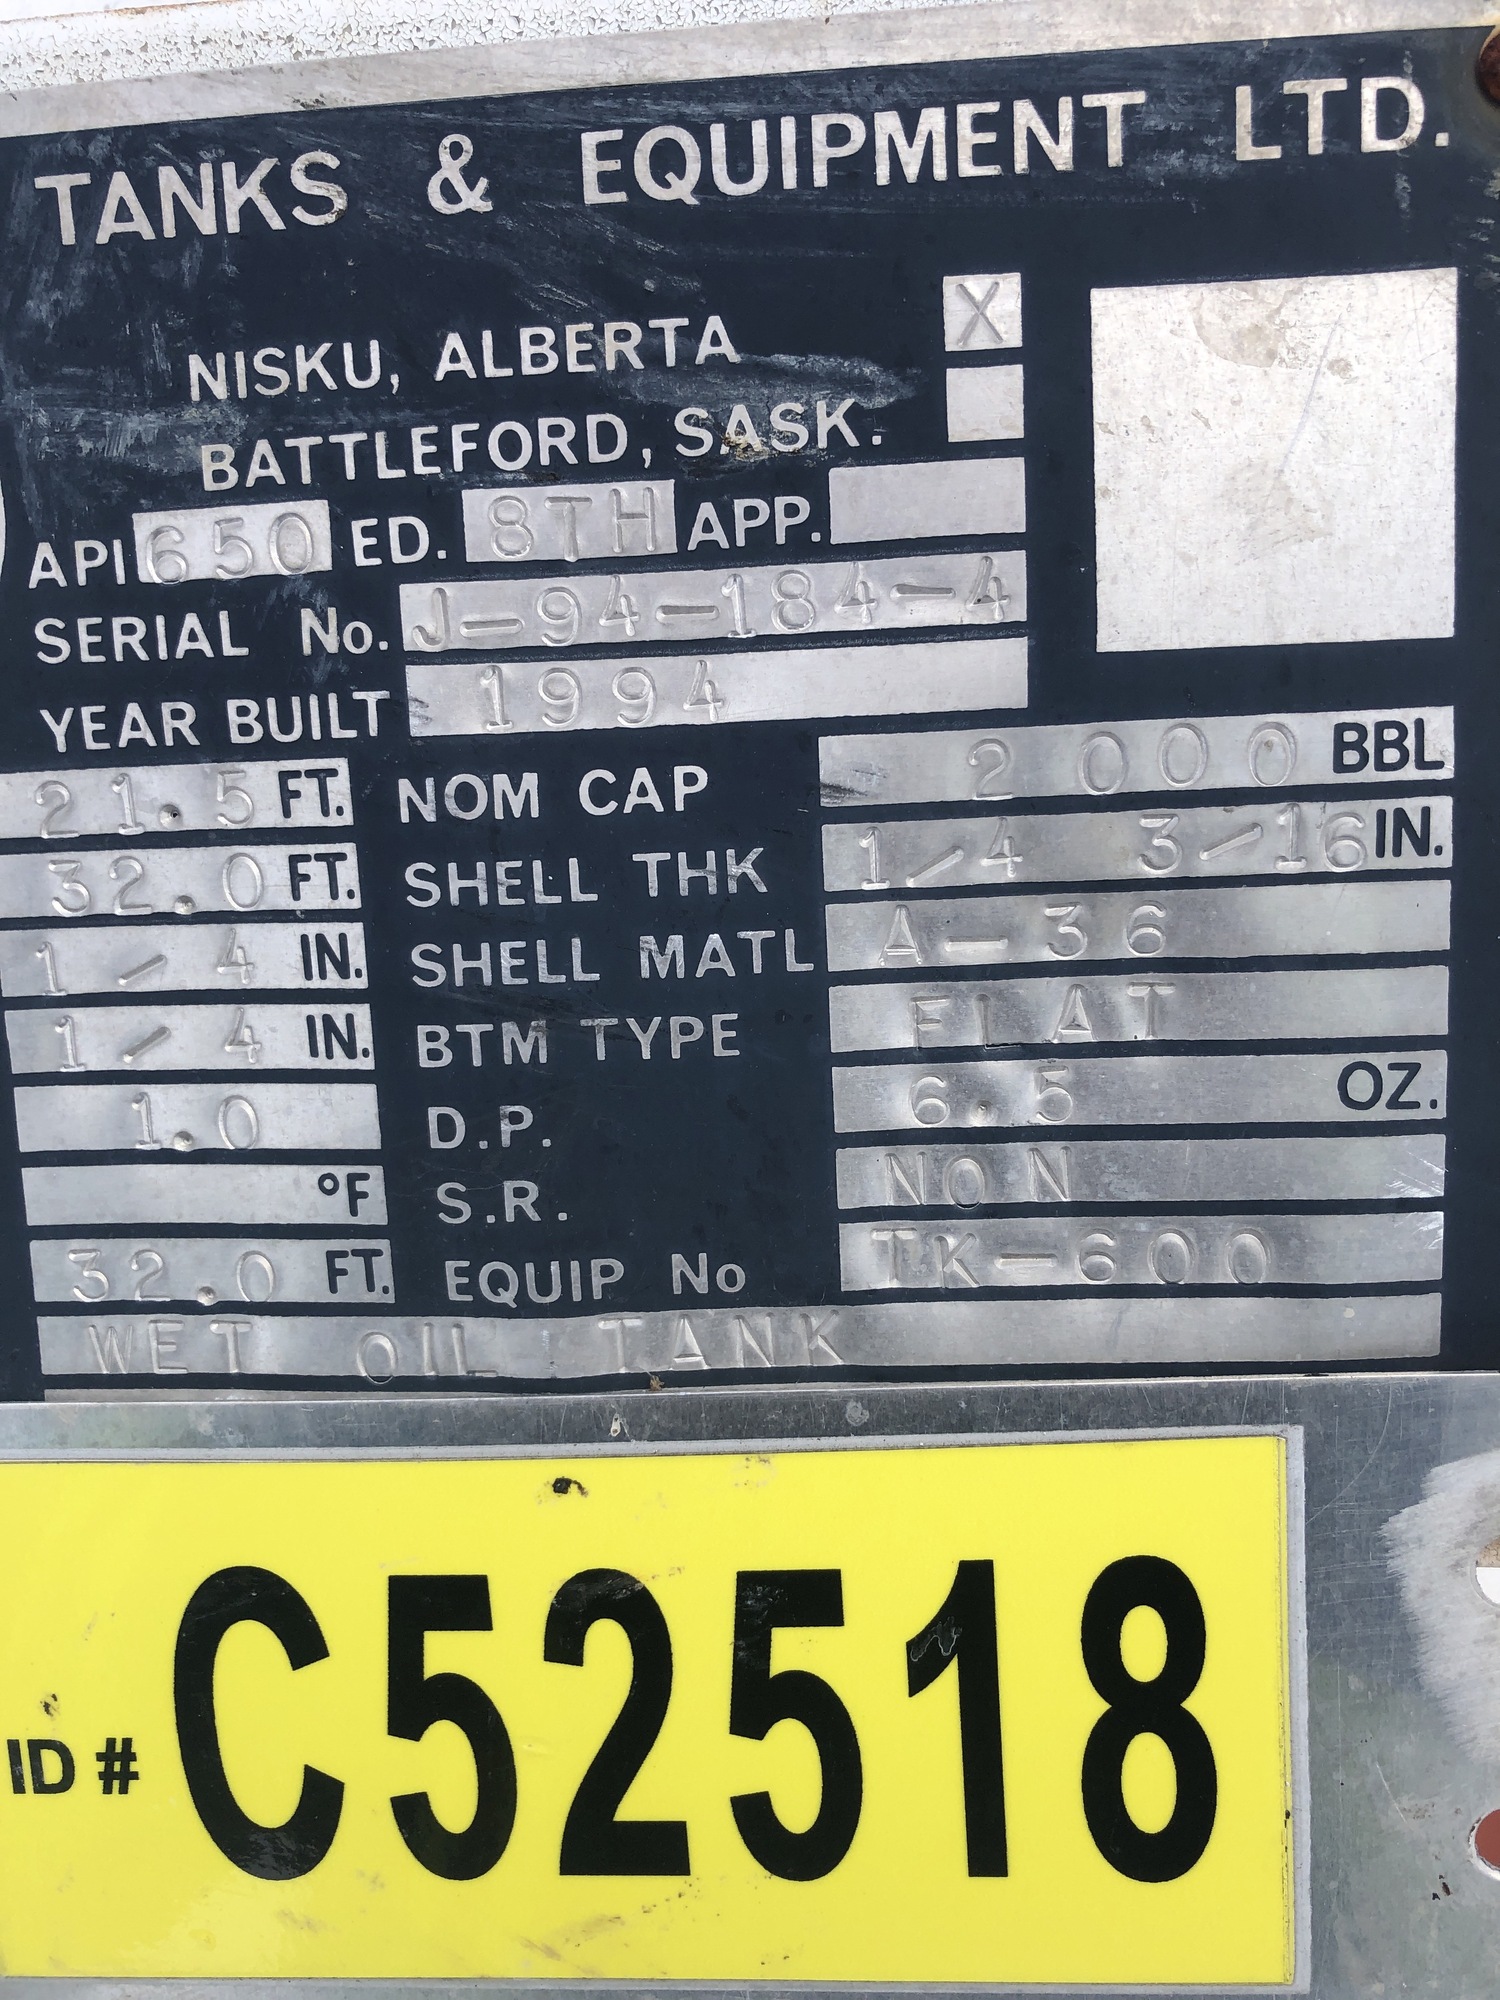 TANKS & EQUIPMENT LTD.
NISKU, ALBERTA X
BATTLEFORD, SASK.
API 650 ED. 8TH APP.
SERIAL No. J-94-184-4
YEAR BUILT 1994
21.5 FT. NOM CAP 2000 BBL
32.0 FT. SHELL THK 1/4 3/16 IN.
1/4 IN. SHELL MATL A-36
1/4 IN. BTM TYPE FLAT
1.0 D.P. 6.5 OZ.
°F S.R. NON
32.0 FT. EQUIP No TK-600
WET OIL TANK
ID # C52518